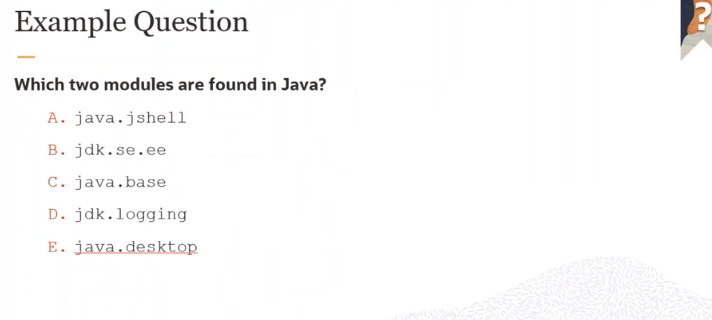 ?
Example Question
Which two modules are found in Java?
A. java.jshell
B. jdk.se.ee
C. java.base
D. jdk.logging
E. java.desktop